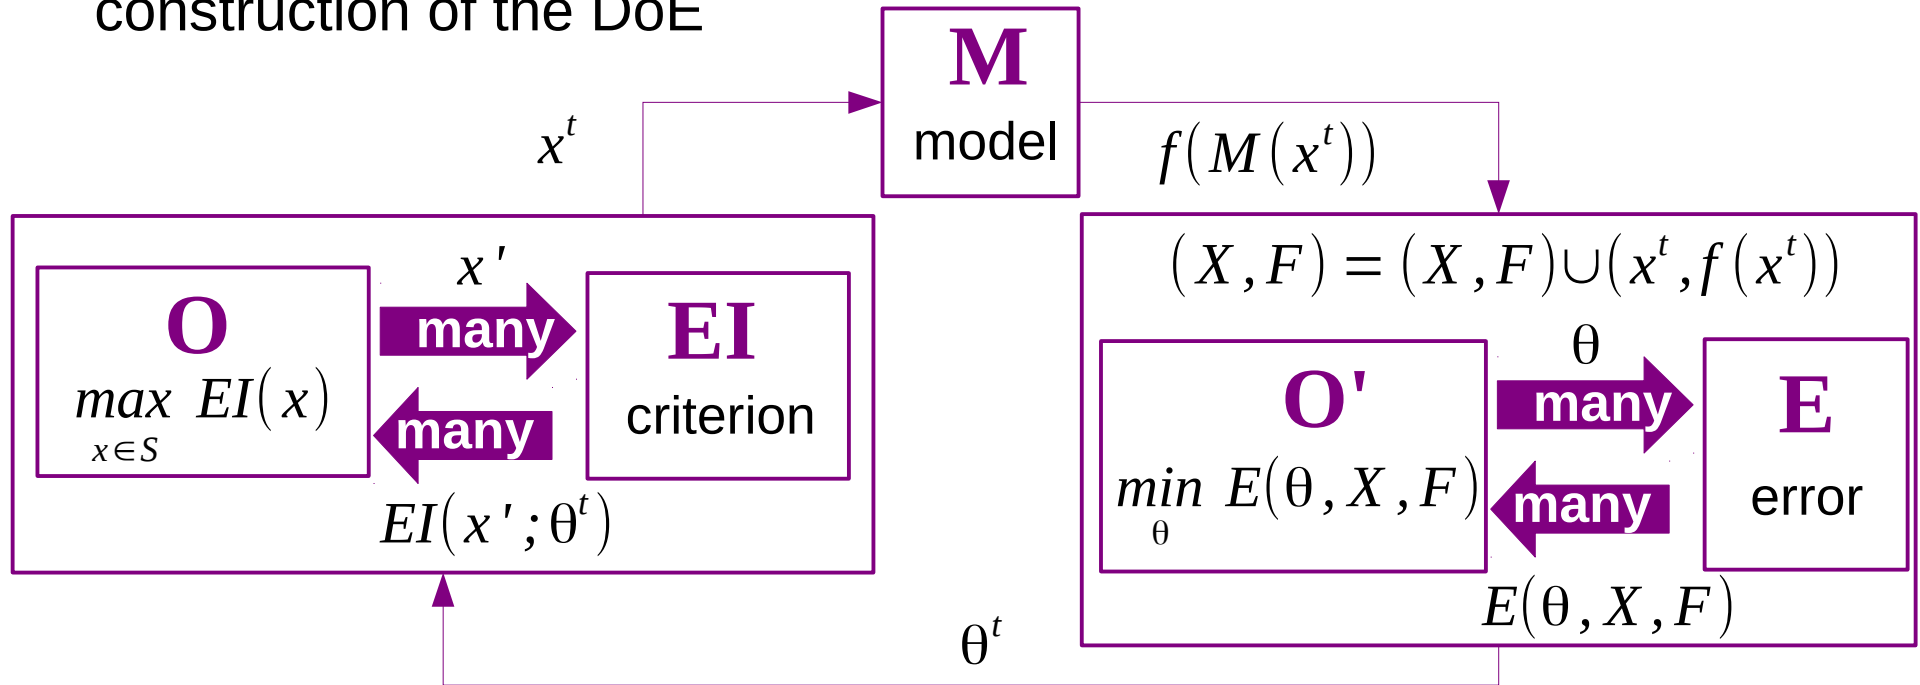 construction of the DoE
M
model
x^t
f(M(x^t))
x'
O
max EI(x)
x∈S
many
many
EI
criterion
EI(x';θ^t)
(X,F)=(X,F)∪(x^t,f(x^t))
θ
O'
min E(θ,X,F)
θ
many
many
E
error
E(θ,X,F)
θ^t